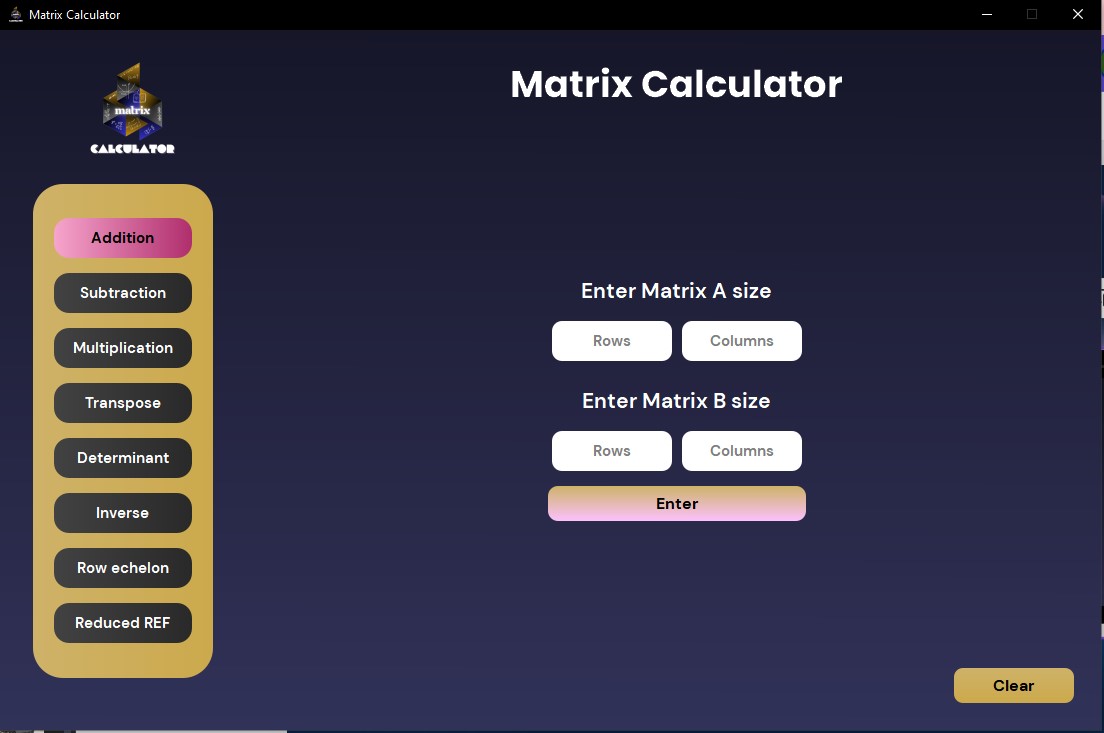 Matrix Calculator
matrix
CALCULATOR
Matrix Calculator
Addition
Subtraction
Multiplication
Transpose
Determinant
Inverse
Row echelon
Reduced REF
Enter Matrix A size
Rows Columns
Enter Matrix B size
Rows Columns
Enter
Clear